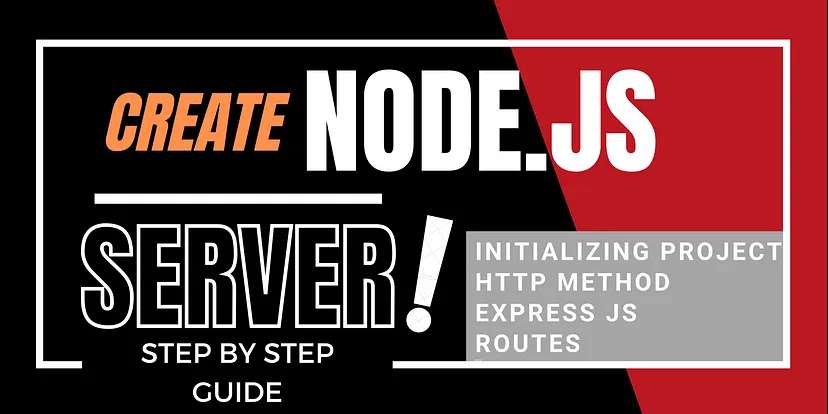 CREATE NODE.JS
SERVER!
STEP BY STEP
GUIDE
INITIALIZING PROJECT
HTTP METHOD
EXPRESS JS
ROUTES